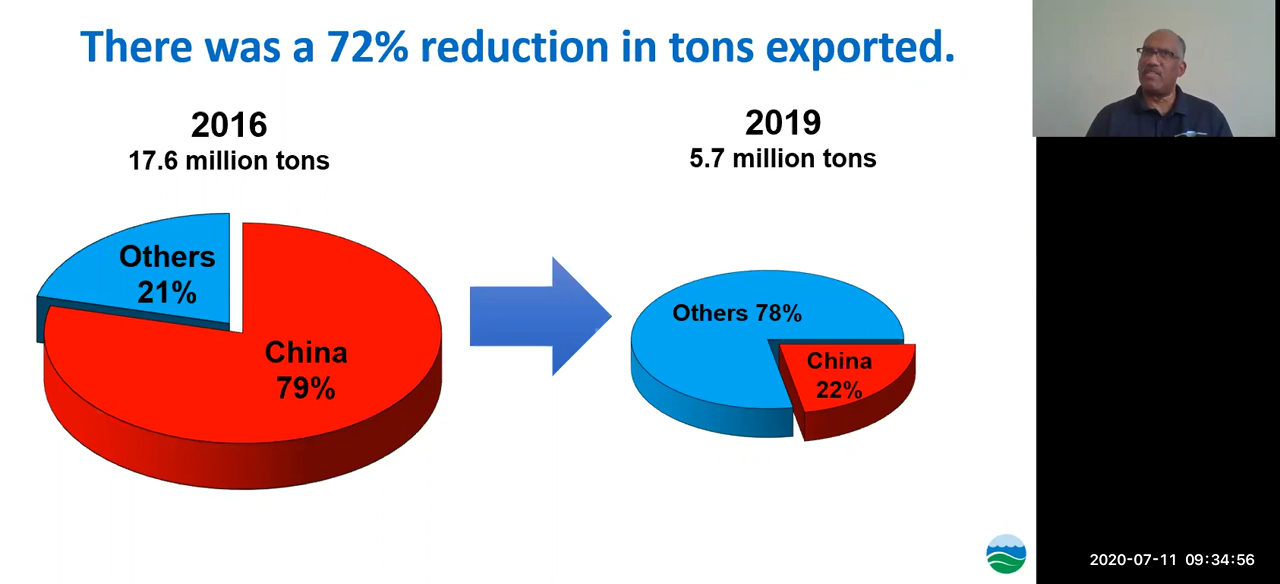 There was a 72% reduction in tons exported.
2016
17.6 million tons
2019
5.7 million tons
Others
21%
China
79%
Others 78%
China
22%
2020-07-11 09:34:56